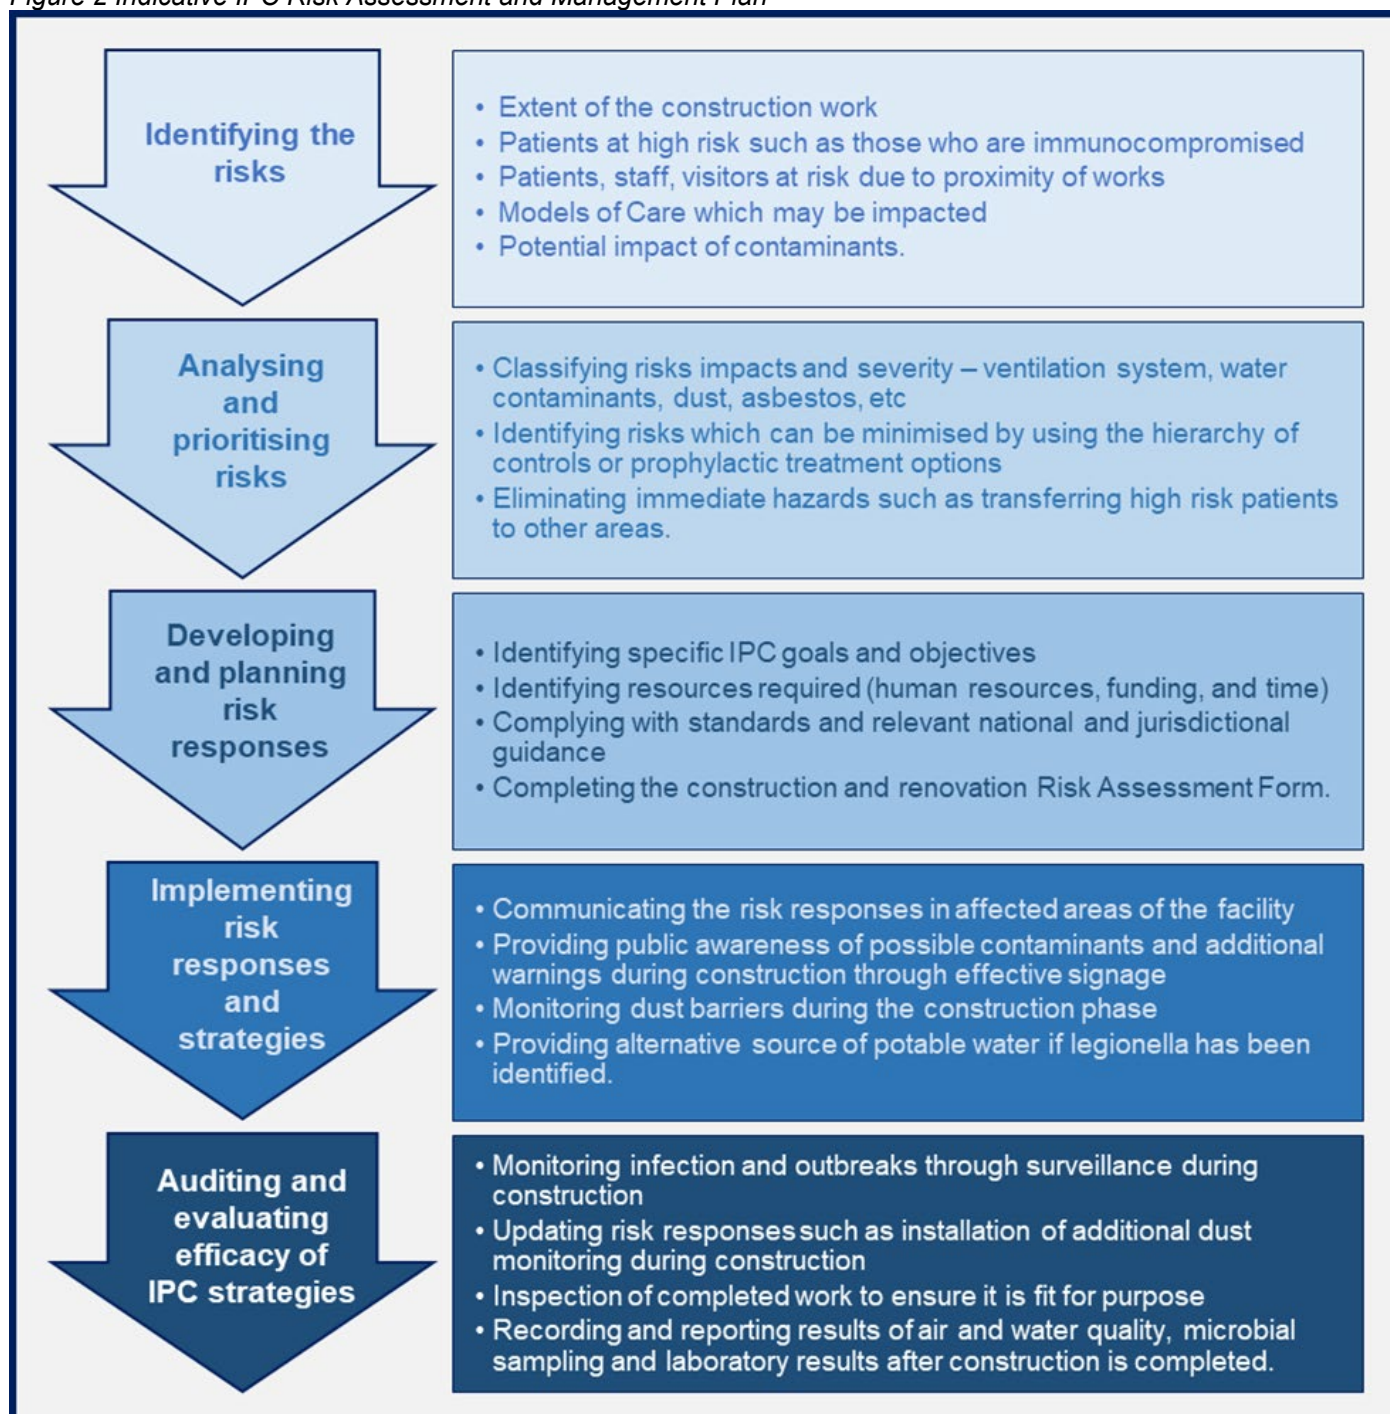 Figure 2 Indicative IPC Risk Assessment and Management Plan
Identifying the
risks
• Extent of the construction work
• Patients at high risk such as those who are immunocompromised
• Patients, staff, visitors at risk due to proximity of works
• Models of Care which may be impacted
• Potential impact of contaminants.
Analysing
and
prioritising
risks
• Classifying risks impacts and severity – ventilation system, water
contaminants, dust, asbestos, etc
• Identifying risks which can be minimised by using the hierarchy of
controls or prophylactic treatment options
• Eliminating immediate hazards such as transferring high risk patients
to other areas.
Developing
and planning
risk
responses
• Identifying specific IPC goals and objectives
• Identifying resources required (human resources, funding, and time)
• Complying with standards and relevant national and jurisdictional
guidance
• Completing the construction and renovation Risk Assessment Form.
Implementing
risk
responses
and
strategies
• Communicating the risk responses in affected areas of the facility
• Providing public awareness of possible contaminants and additional
warnings during construction through effective signage
• Monitoring dust barriers during the construction phase
• Providing alternative source of potable water if legionella has been
identified.
Auditing and
evaluating
efficacy of
IPC strategies
• Monitoring infection and outbreaks through surveillance during
construction
• Updating risk responses such as installation of additional dust
monitoring during construction
• Inspection of completed work to ensure it is fit for purpose
• Recording and reporting results of air and water quality, microbial
sampling and laboratory results after construction is completed.